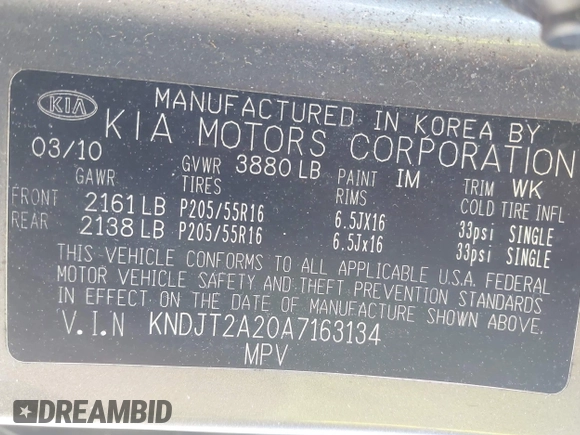 KIA
MANUFACTURED IN KOREA BY
KIA MOTORS CORPORATION
03/10 GVWR 3880 LB PAINT IM TRIM WK
GAWR TIRES RIMS COLD TIRE INFL
FRONT 2161 LB P205/55R16 6.5JX16 33psi SINGLE
REAR 2138 LB P205/55R16 6.5Jx16 33psi SINGLE
THIS VEHICLE CONFORMS TO ALL APPLICABLE U.S.A. FEDERAL
MOTOR VEHICLE SAFETY AND THEFT PREVENTION STANDARDS
IN EFFECT ON THE DATE OF MANUFACTURE SHOWN ABOVE.
V.I.N KNDJT2A20A7163134
MPV
DREAMBID